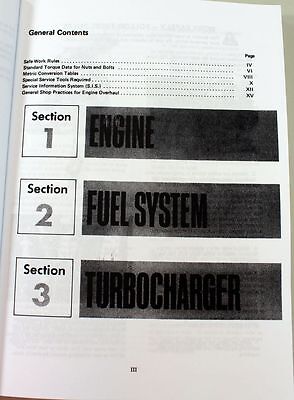 General Contents
Page
Safe Work Rules IV
Standard Torque Data for Nuts and Bolts VI
Metric Conversion Tables VIII
Special Service Tools Required X
Service Information System (S.I.S.) XII
General Shop Practices for Engine Overhaul XV
Section 1 ENGINE
Section 2 FUEL SYSTEM
Section 3 TURBOCHARGER
III